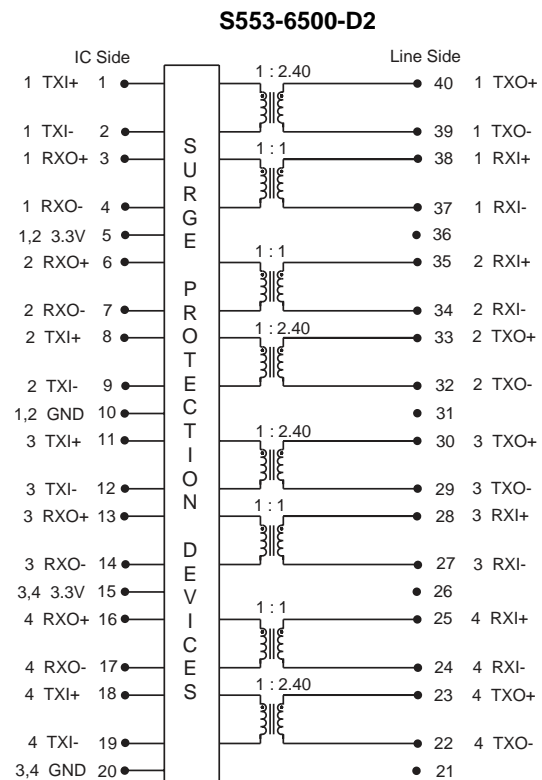 S553-6500-D2
IC Side Line Side
1 TXI+ 1 1 : 2.40 40 1 TXO+
1 TXI- 2 39 1 TXO-
1 RXO+ 3 1 : 1 38 1 RXI+
1 RXO- 4 37 1 RXI-
1,2 3.3V 5 36
2 RXO+ 6 1 : 1 35 2 RXI+
2 RXO- 7 34 2 RXI-
2 TXI+ 8 1 : 2.40 33 2 TXO+
2 TXI- 9 32 2 TXO-
1,2 GND 10 31
3 TXI+ 11 1 : 2.40 30 3 TXO+
3 TXI- 12 29 3 TXO-
3 RXO+ 13 1 : 1 28 3 RXI+
3 RXO- 14 27 3 RXI-
3,4 3.3V 15 26
4 RXO+ 16 1 : 1 25 4 RXI+
4 RXO- 17 24 4 RXI-
4 TXI+ 18 1 : 2.40 23 4 TXO+
4 TXI- 19 22 4 TXO-
3,4 GND 20 21
SURGE PROTECTION DEVICES